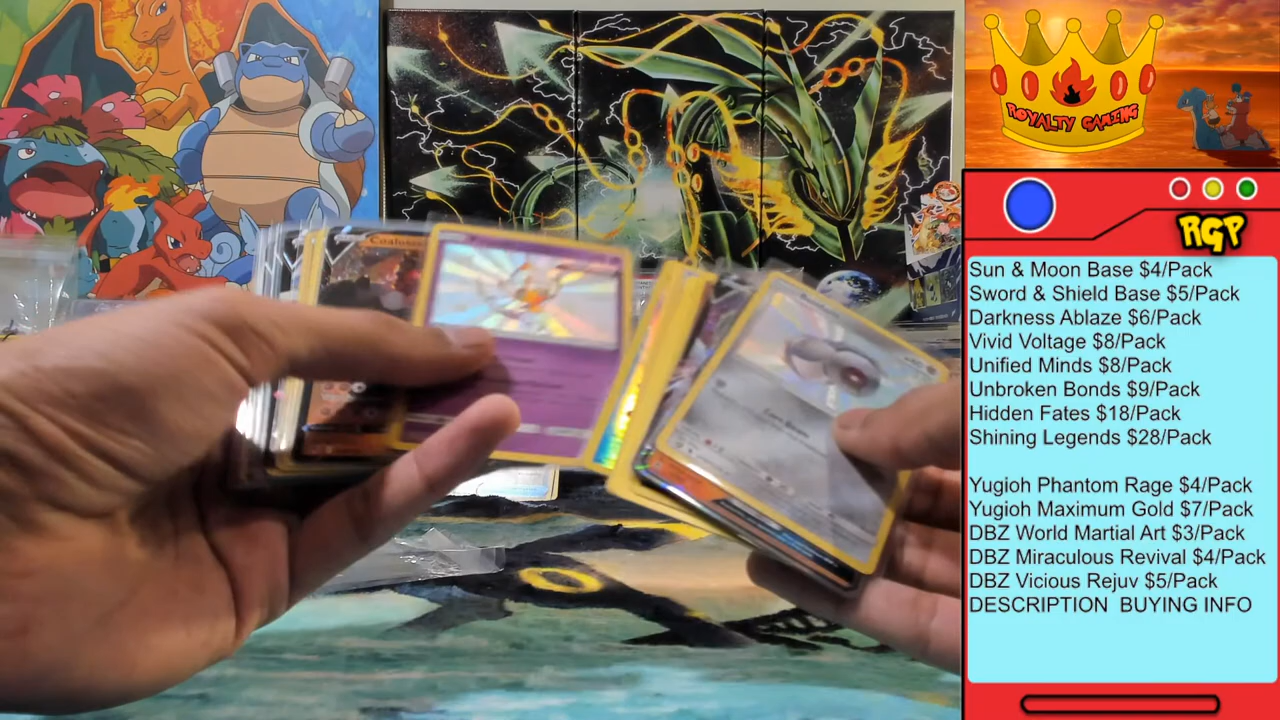 ROYALTY GAMING
RGP
Sun & Moon Base $4/Pack
Sword & Shield Base $5/Pack
Darkness Ablaze $6/Pack
Vivid Voltage $8/Pack
Unified Minds $8/Pack
Unbroken Bonds $9/Pack
Hidden Fates $18/Pack
Shining Legends $28/Pack
Yugioh Phantom Rage $4/Pack
Yugioh Maximum Gold $7/Pack
DBZ World Martial Art $3/Pack
DBZ Miraculous Revival $4/Pack
DBZ Vicious Rejuv $5/Pack
DESCRIPTION BUYING INFO